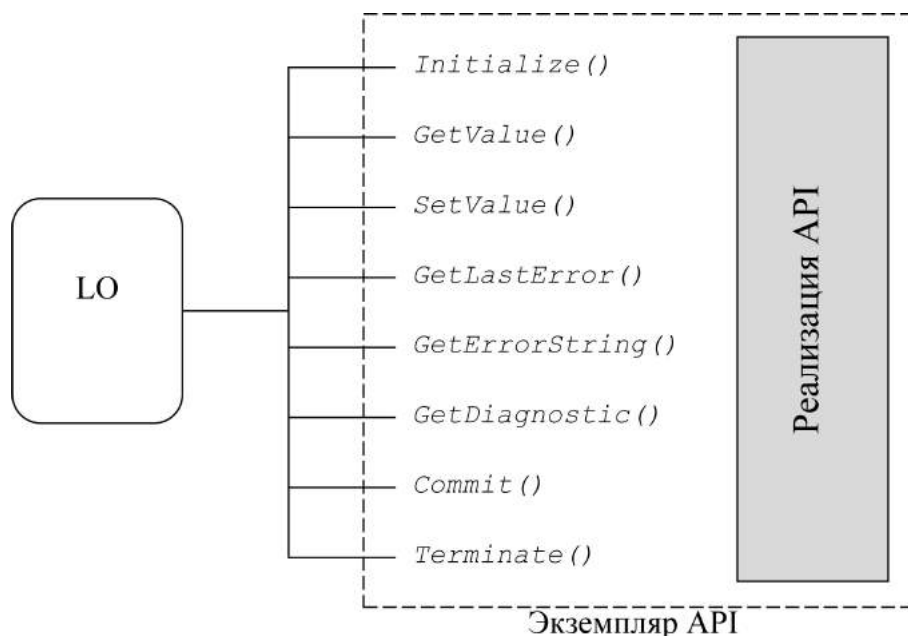 Initialize()
GetValue()
SetValue()
LO
GetLastError()
GetErrorString()
GetDiagnostic()
Commit()
Terminate()
Реализация API
Экземпляр API